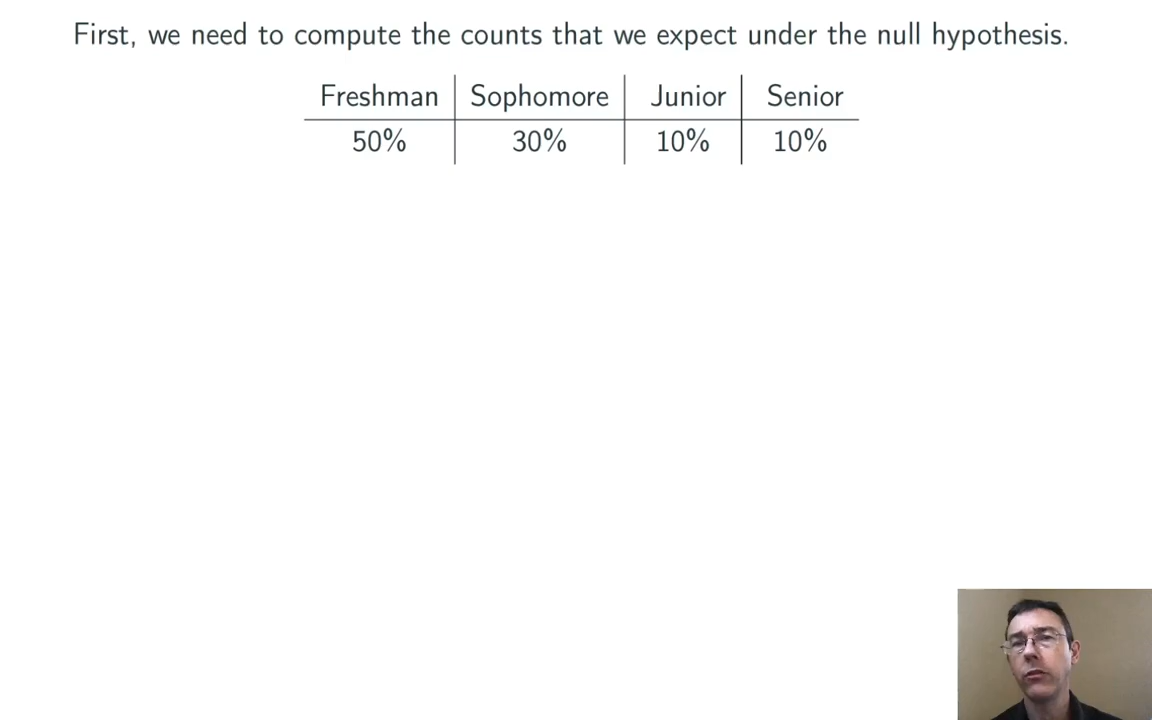 First, we need to compute the counts that we expect under the null hypothesis.
Freshman Sophomore Junior Senior
50% 30% 10% 10%